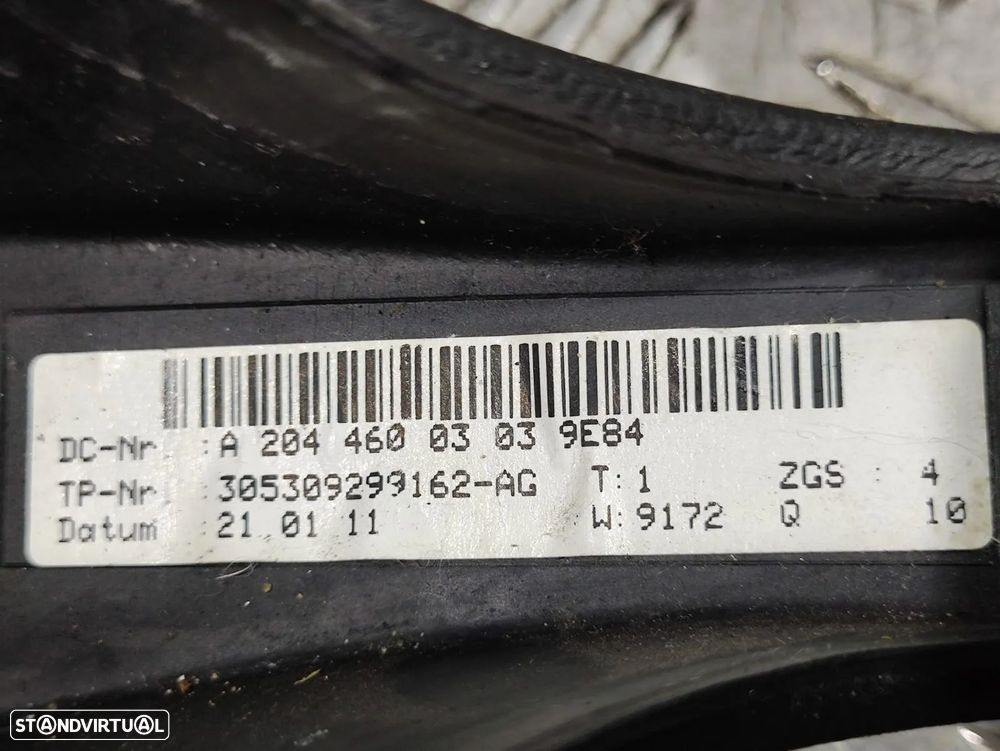 DC-Nr :A 204 460 03 03 9E84
TP-Nr :305309299162-AG T: 1 ZGS : 4
Datum :21 01 11 W: 9172 Q 10
STANDVIRTUAL